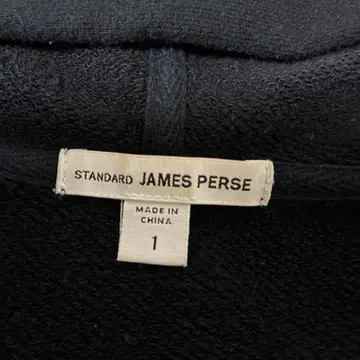 STANDARD JAMES PERSE
MADE IN
CHINA
1